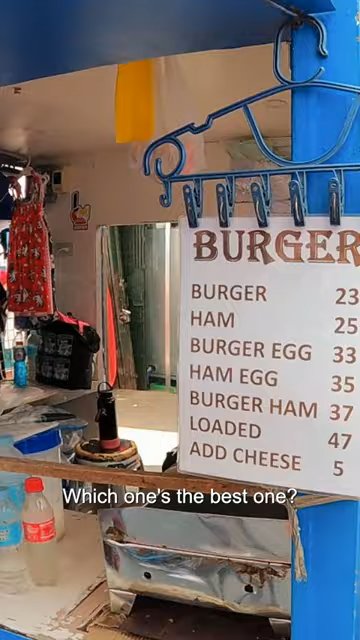 BURGER
BURGER 23
HAM 25
BURGER EGG 33
HAM EGG 35
BURGER HAM 37
LOADED 47
ADD CHEESE 5
Which one's the best one?